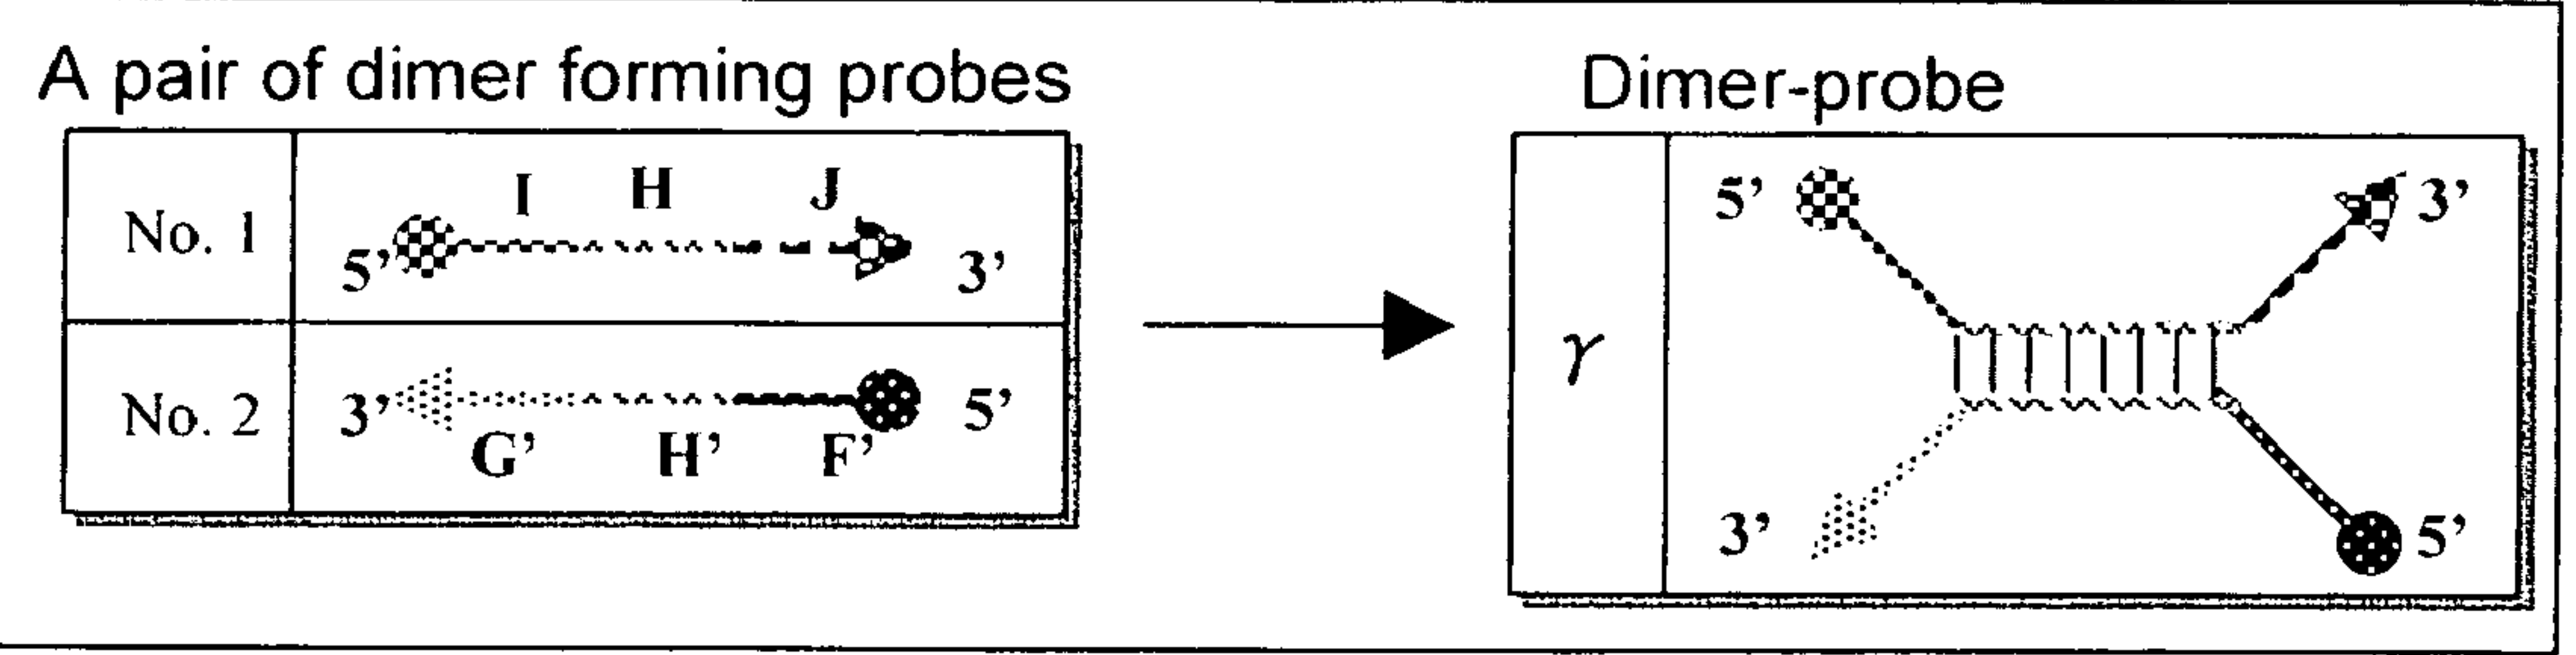 A pair of dimer forming probes
No. 1
I H J
5’ 3’
No. 2
3’ 5’
G’ H’ F’
Dimer-probe
γ
5’ 3’
3’ 5’